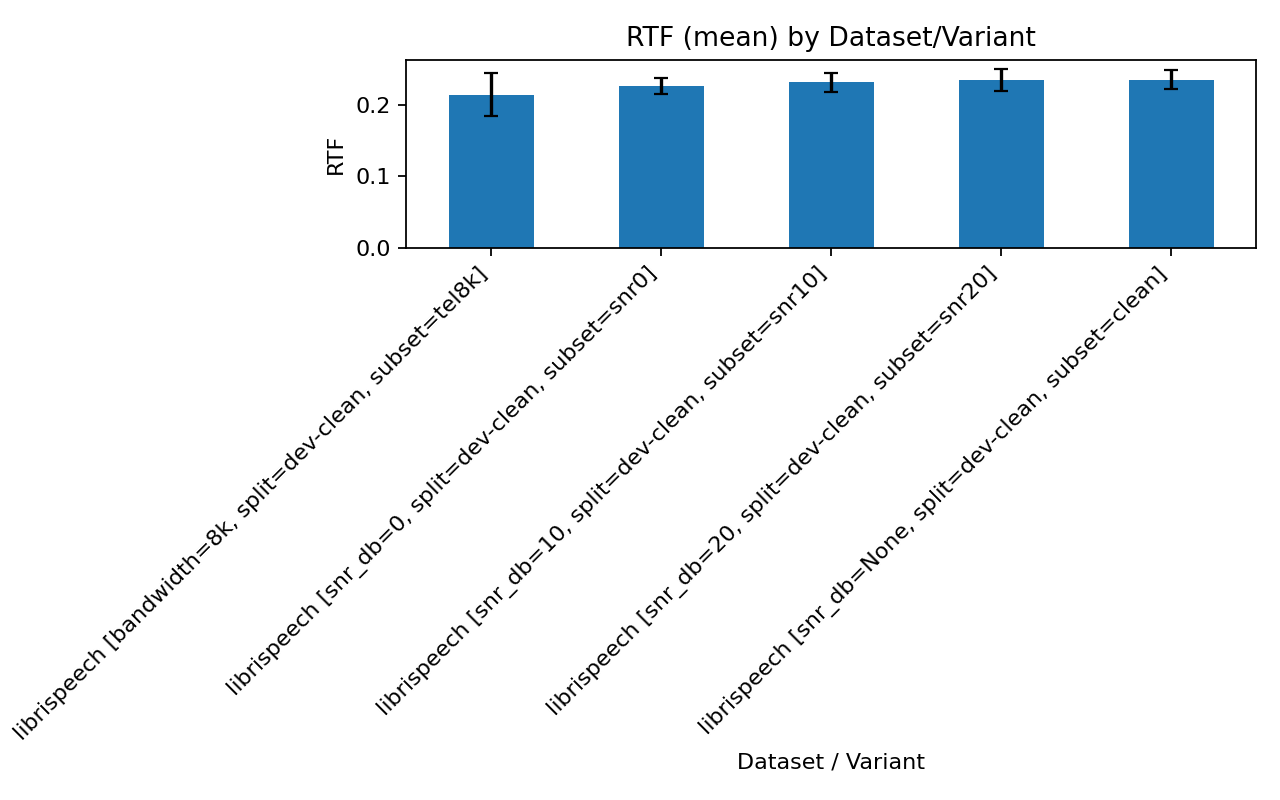 RTF (mean) by Dataset/Variant
RTF
0.2
0.1
0.0
librispeech [bandwidth=8k, split=dev-clean, subset=tel8k]
librispeech [snr_db=0, split=dev-clean, subset=snr0]
librispeech [snr_db=10, split=dev-clean, subset=snr10]
librispeech [snr_db=20, split=dev-clean, subset=snr20]
librispeech [snr_db=None, split=dev-clean, subset=clean]
Dataset / Variant